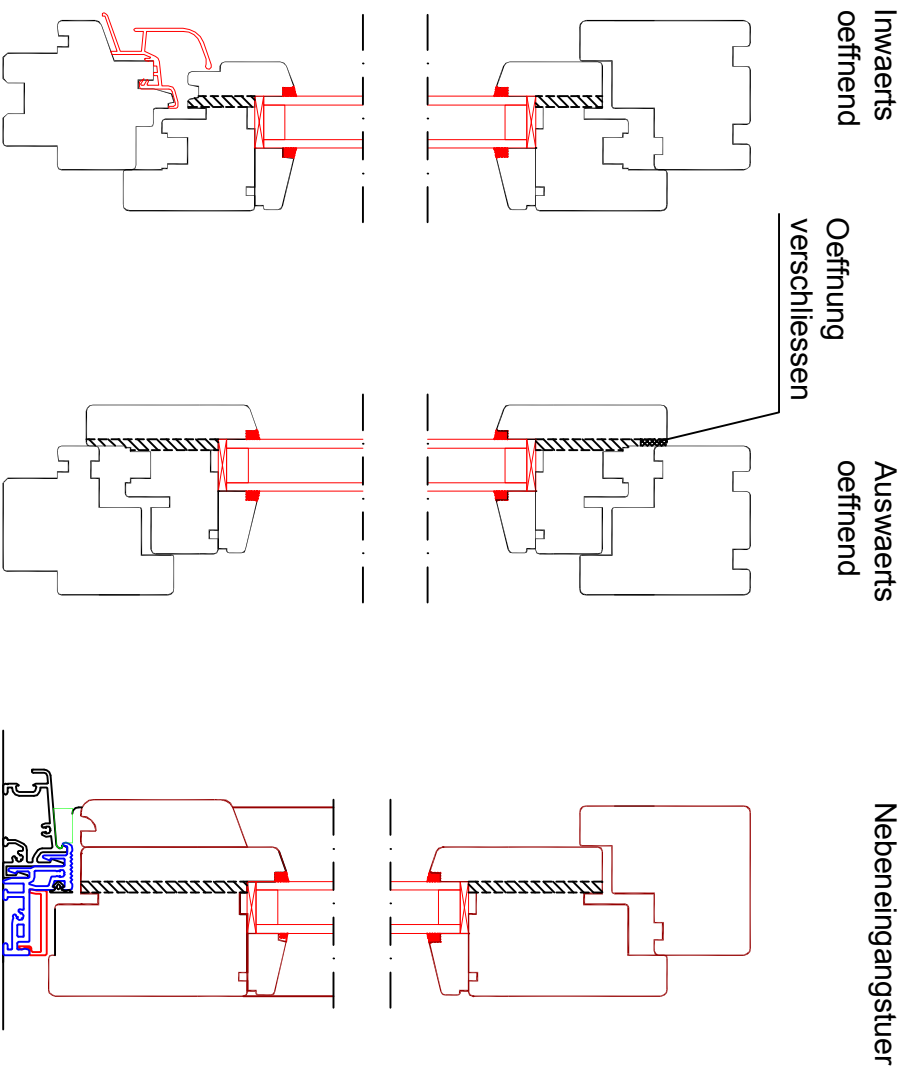 Inwaerts
oeffnend
Oeffnung
verschliessen
Auswaerts
oeffnend
Nebeneingangstuer